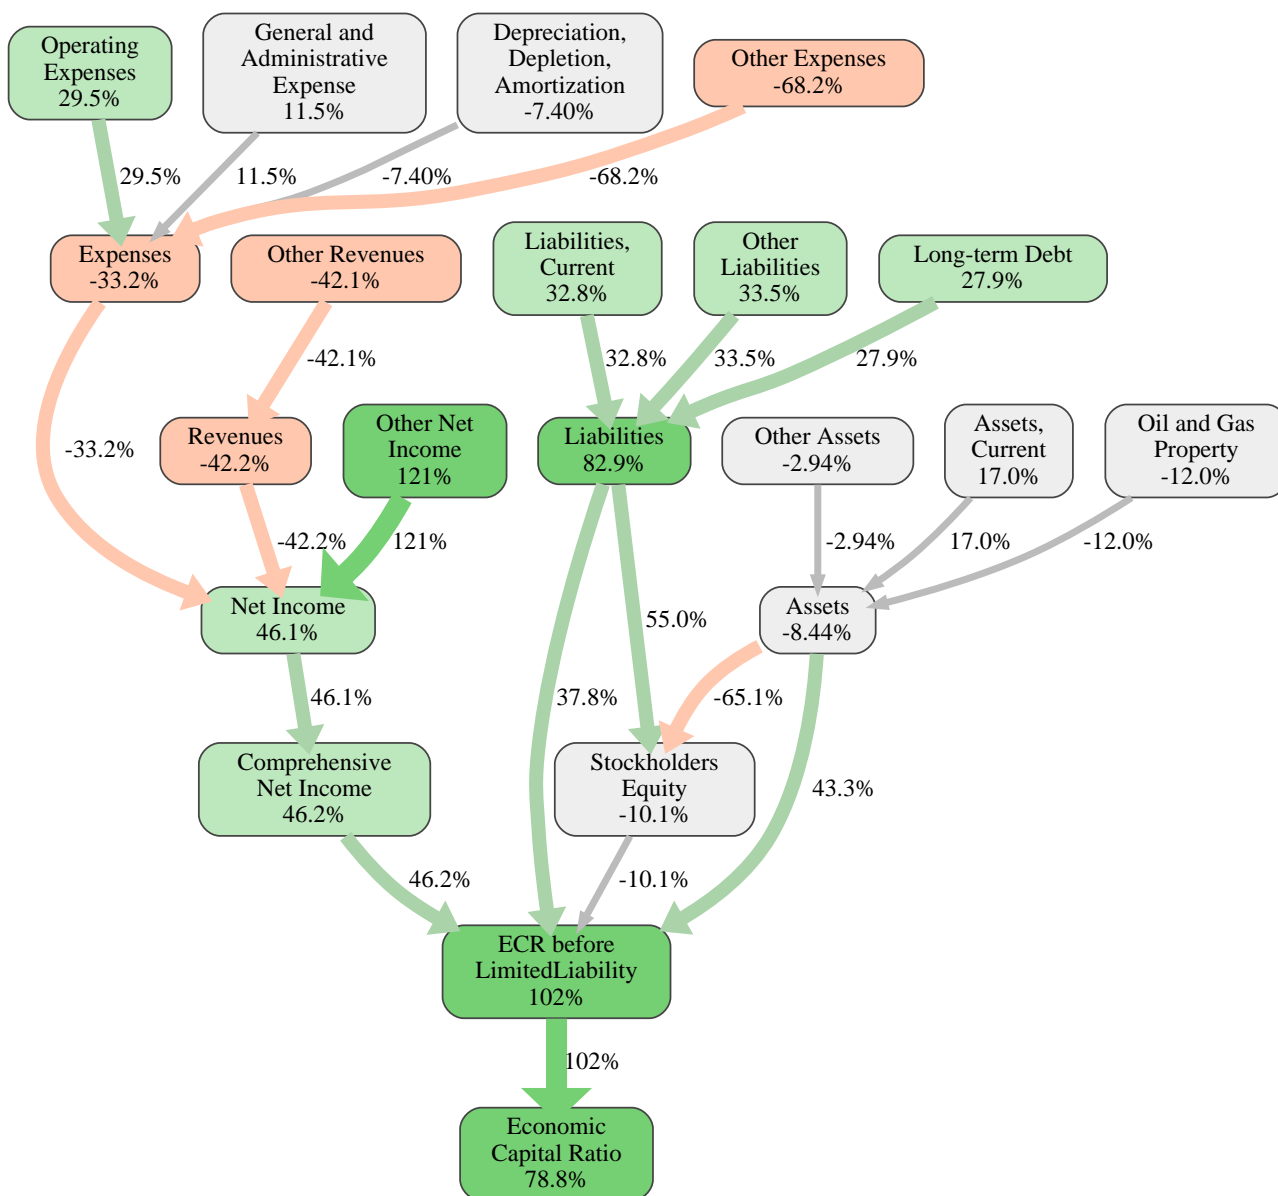 Operating
Expenses
29.5%
General and
Administrative
Expense
11.5%
Depreciation,
Depletion,
Amortization
-7.40%
Other Expenses
-68.2%
29.5%
11.5%
-7.40%
-68.2%
Expenses
-33.2%
Other Revenues
-42.1%
Liabilities,
Current
32.8%
Other
Liabilities
33.5%
Long-term Debt
27.9%
-42.1%
32.8%
33.5%
27.9%
-33.2%
Revenues
-42.2%
Other Net
Income
121%
Liabilities
82.9%
Other Assets
-2.94%
Assets,
Current
17.0%
Oil and Gas
Property
-12.0%
-42.2%
121%
-2.94%
17.0%
-12.0%
Net Income
46.1%
55.0%
Assets
-8.44%
46.1%
37.8%
-65.1%
Comprehensive
Net Income
46.2%
Stockholders
Equity
-10.1%
43.3%
46.2%
-10.1%
ECR before
LimitedLiability
102%
102%
Economic
Capital Ratio
78.8%